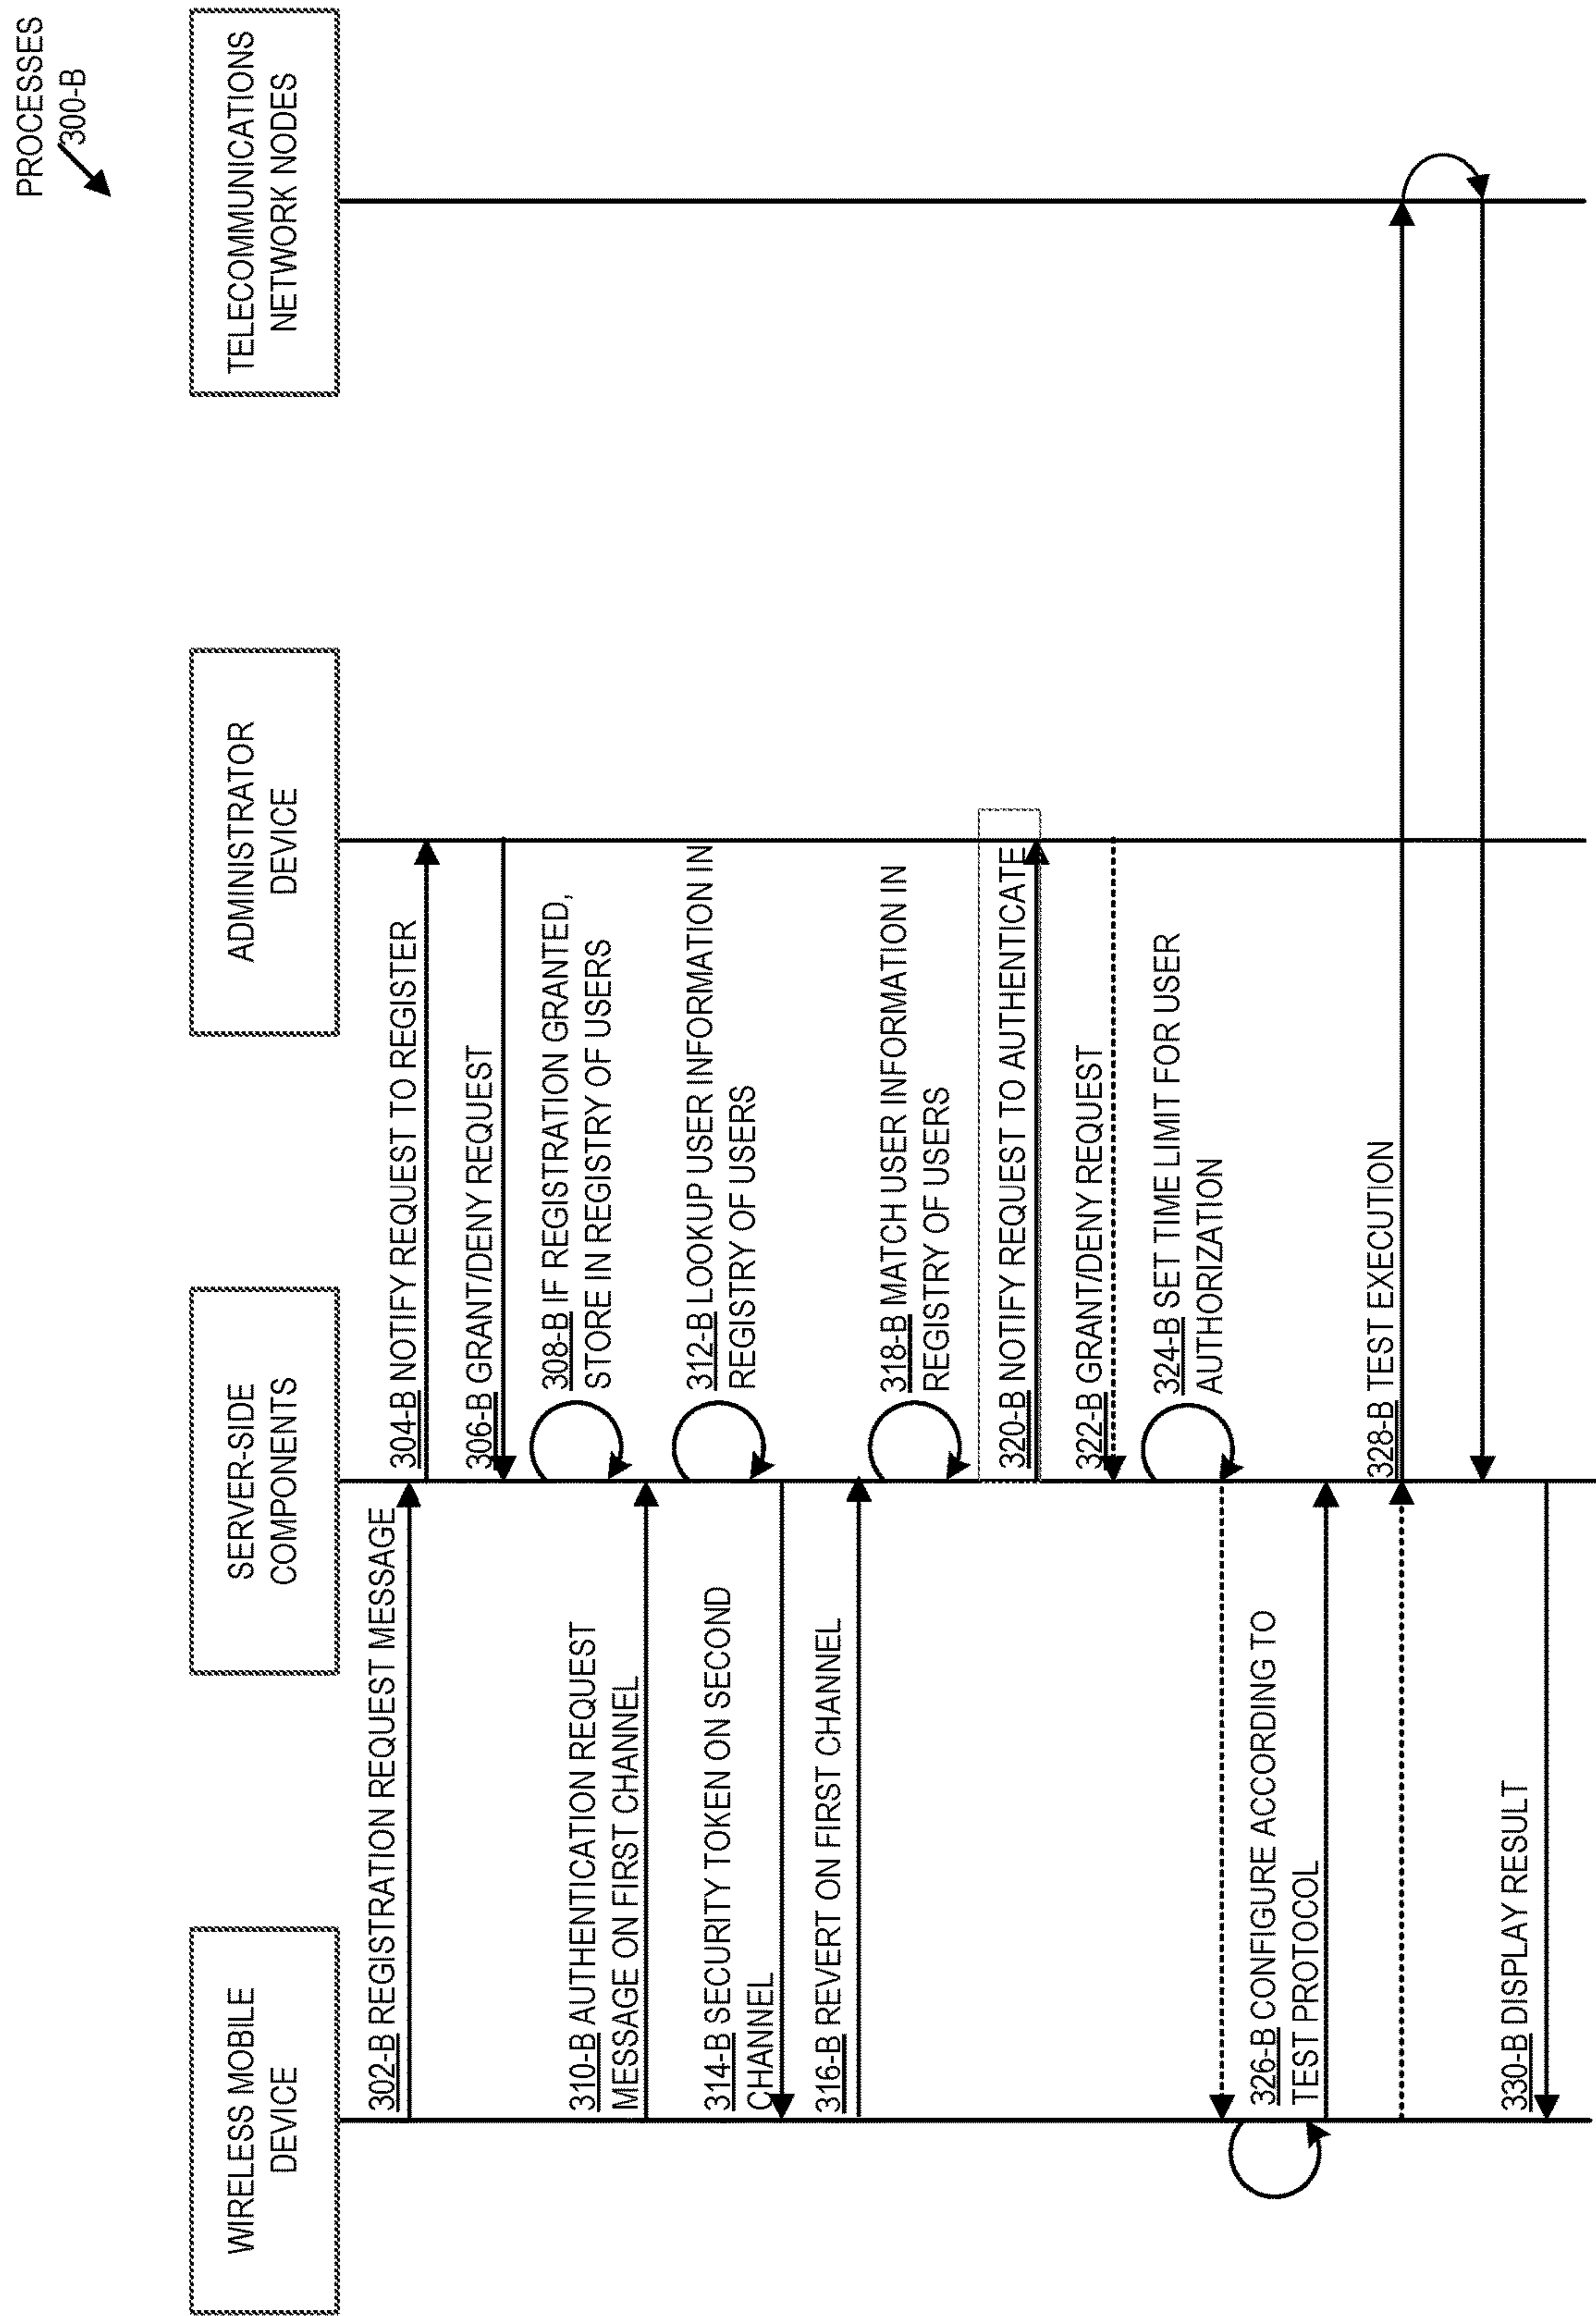 PROCESSES
300-B
WIRELESS MOBILE
DEVICE
SERVER-SIDE
COMPONENTS
ADMINISTRATOR
DEVICE
TELECOMMUNICATIONS
NETWORK NODES
302-B REGISTRATION REQUEST MESSAGE
304-B NOTIFY REQUEST TO REGISTER
306-B GRANT/DENY REQUEST
308-B IF REGISTRATION GRANTED,
STORE IN REGISTRY OF USERS
310-B AUTHENTICATION REQUEST
MESSAGE ON FIRST CHANNEL
312-B LOOKUP USER INFORMATION IN
REGISTRY OF USERS
314-B SECURITY TOKEN ON SECOND
CHANNEL
316-B REVERT ON FIRST CHANNEL
318-B MATCH USER INFORMATION IN
REGISTRY OF USERS
320-B NOTIFY REQUEST TO AUTHENTICATE
322-B GRANT/DENY REQUEST
324-B SET TIME LIMIT FOR USER
AUTHORIZATION
326-B CONFIGURE ACCORDING TO
TEST PROTOCOL
328-B TEST EXECUTION
330-B DISPLAY RESULT